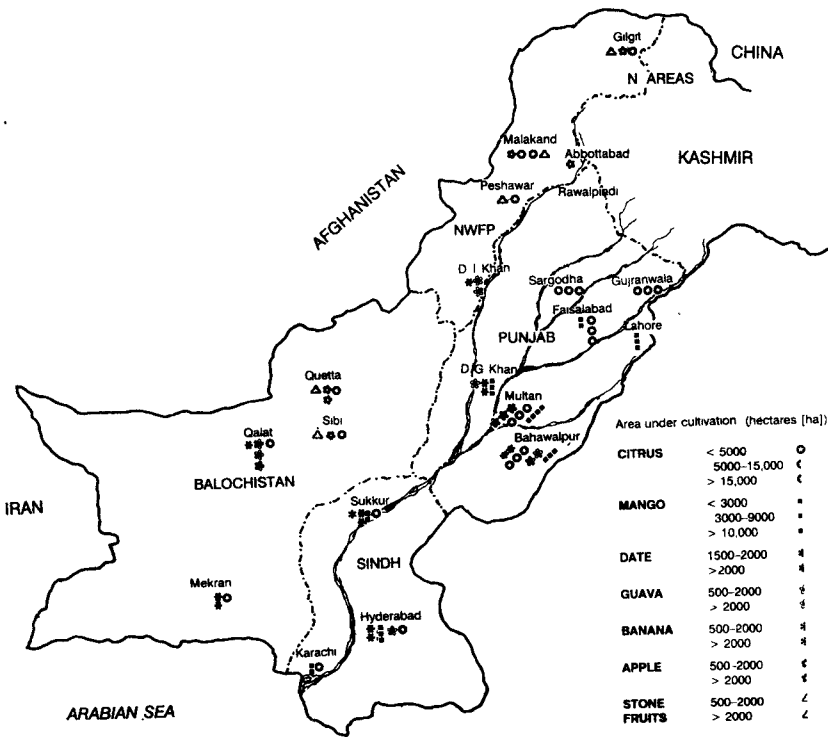 Gilgit
CHINA
N AREAS
Malakand
Abbottabad
KASHMIR
Peshawar
Rawalpindi
AFGHANISTAN
NWFP
D I Khan
Sargodha
Gujranwala
Faisalabad
PUNJAB
Lahore
D G Khan
Quetta
Multan
Sibi
Qalat
Bahawalpur
BALOCHISTAN
IRAN
Sukkur
SINDH
Mekran
Hyderabad
Karachi
ARABIAN SEA
Area under cultivation (hectares [ha])
CITRUS < 5000
5000–15,000
> 15,000
MANGO < 3000
3000–9000
> 10,000
DATE 1500–2000
>2000
GUAVA 500–2000
> 2000
BANANA 500–2000
> 2000
APPLE 500–2000
> 2000
STONE 500–2000
FRUITS > 2000